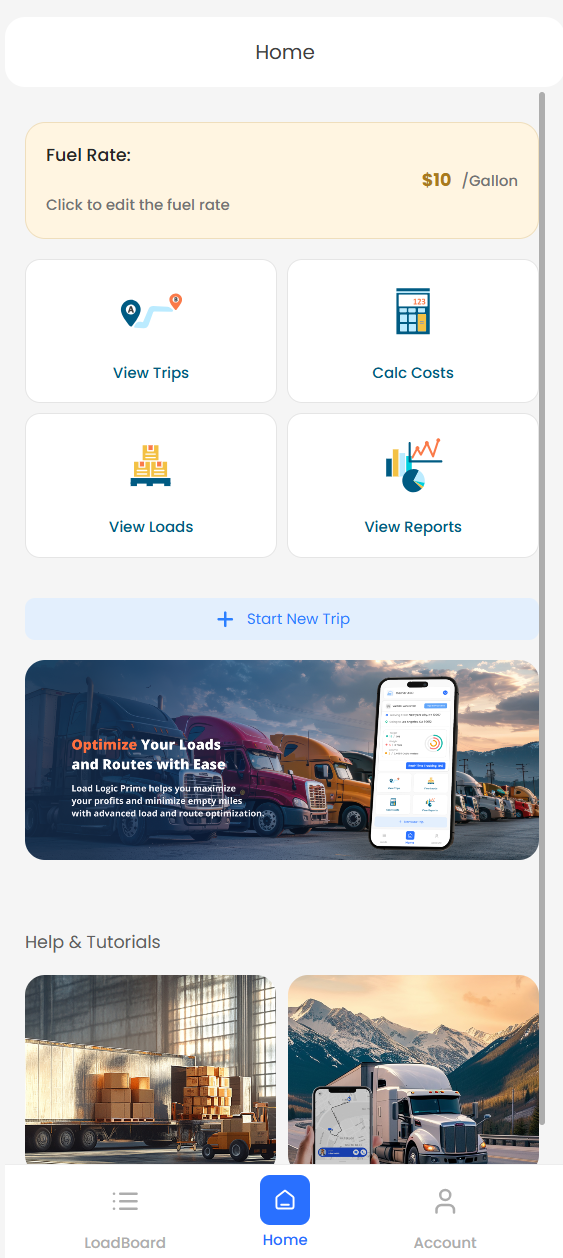 Home
Fuel Rate:
$10 /Gallon
Click to edit the fuel rate
A
B
123
View Trips
Calc Costs
View Loads
View Reports
+ Start New Trip
Optimize Your Loads
and Routes with Ease
Load Logic Prime helps you maximize
your profits and minimize empty miles
with advanced load and route optimization.
Help & Tutorials
LoadBoard
Home
Account